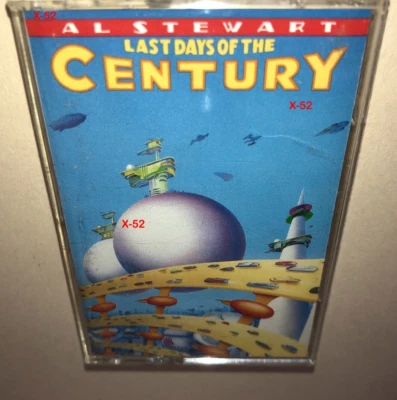 X-52
AL STEWART
LAST DAYS OF THE
CENTURY
X-52
X-52